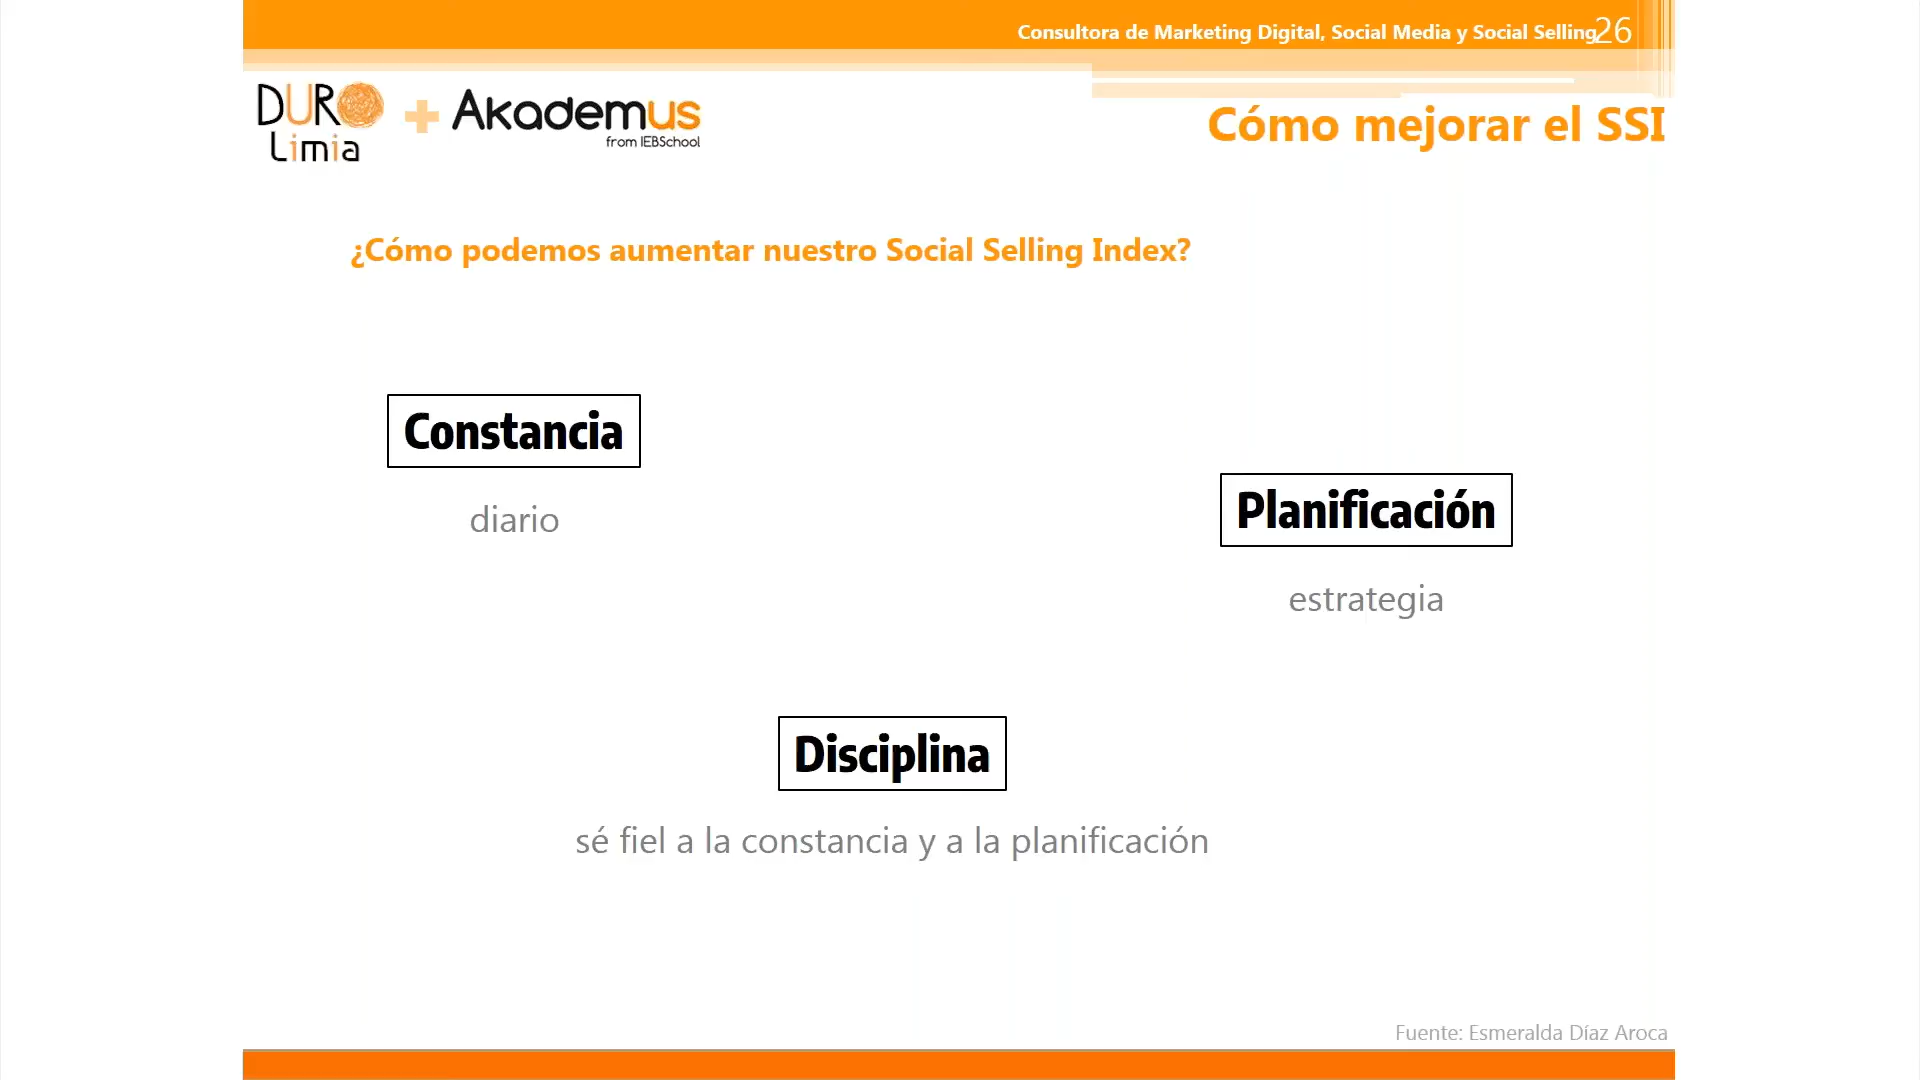 Consultora de Marketing Digital, Social Media y Social Selling
26
DURO
Limia
Akademus
from IEBSchool
Cómo mejorar el SSI
¿Cómo podemos aumentar nuestro Social Selling Index?
Constancia
diario
Planificación
estrategia
Disciplina
sé fiel a la constancia y a la planificación
Fuente: Esmeralda Díaz Aroca